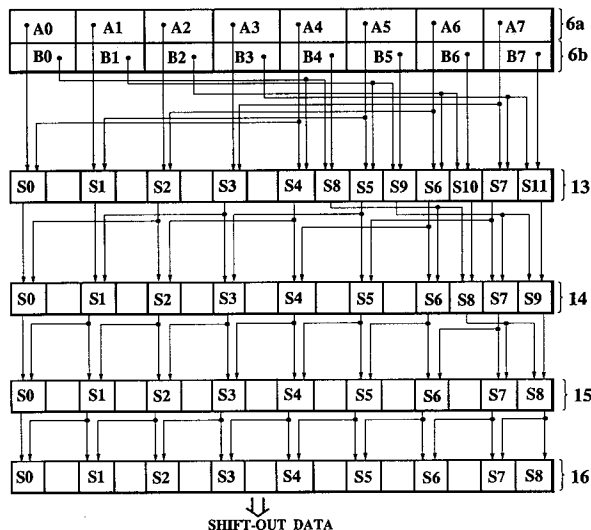 A0 A1 A2 A3 A4 A5 A6 A7 6a
B0 B1 B2 B3 B4 B5 B6 B7 6b
S0 S1 S2 S3 S4 S8 S5 S9 S6 S10 S7 S11 13
S0 S1 S2 S3 S4 S5 S6 S8 S7 S9 14
S0 S1 S2 S3 S4 S5 S6 S7 S8 15
S0 S1 S2 S3 S4 S5 S6 S7 S8 16
SHIFT-OUT DATA